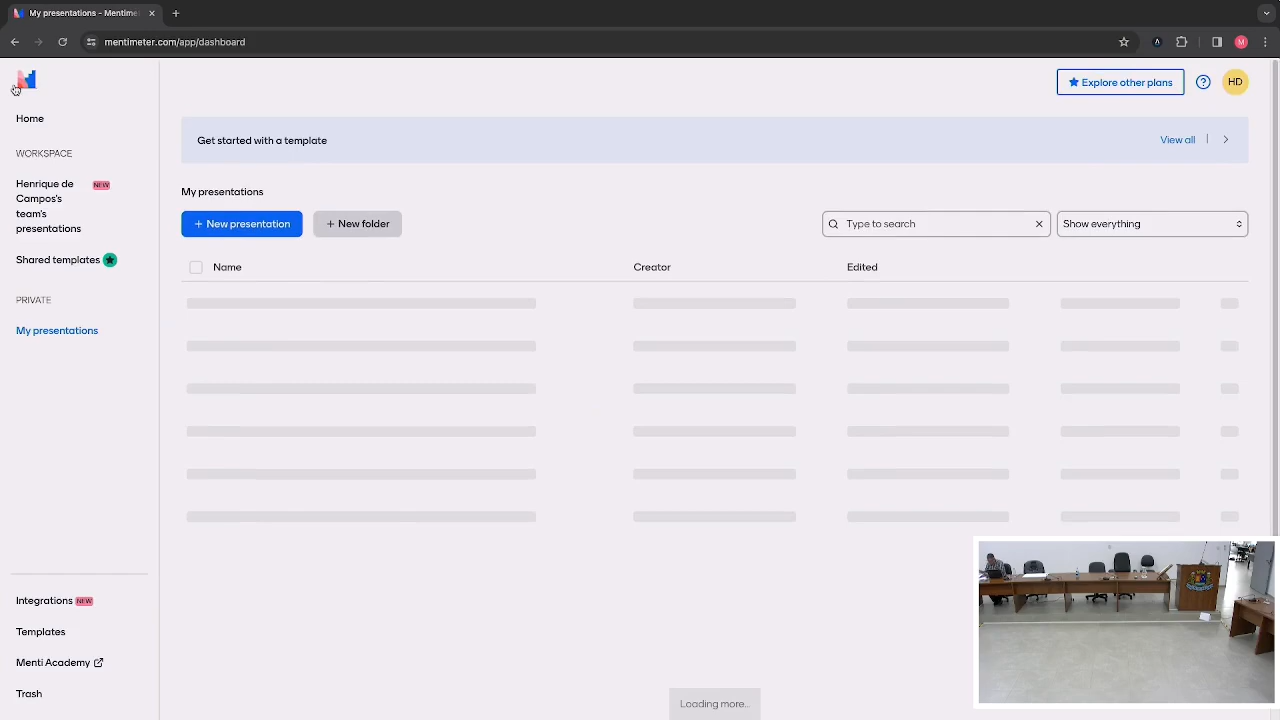 My presentations - Mentime
mentimeter.com/app/dashboard
M
Explore other plans
HD
Home
WORKSPACE
Henrique de
Campos's
team's
presentations
NEW
Shared templates
PRIVATE
My presentations
Integrations NEW
Templates
Menti Academy
Trash
Get started with a template
View all
My presentations
+ New presentation
+ New folder
Type to search
Show everything
Name
Creator
Edited
Loading more...